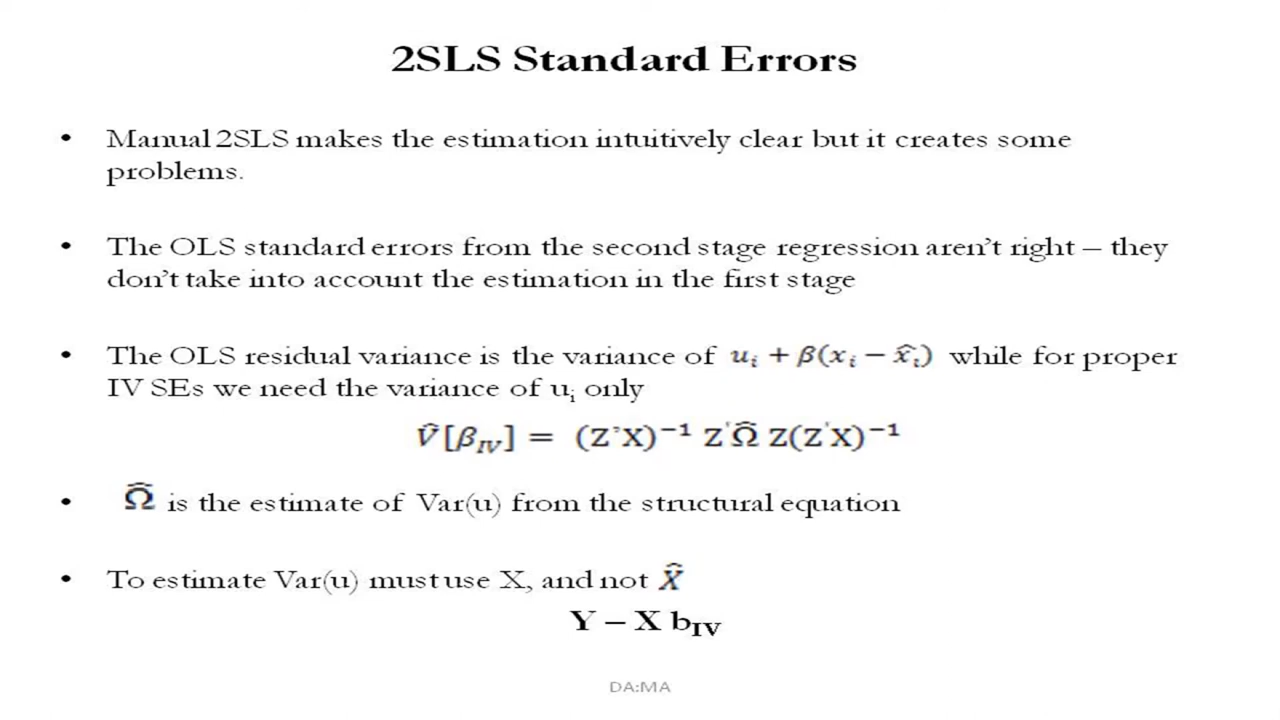 2SLS Standard Errors
• Manual 2SLS makes the estimation intuitively clear but it creates some
problems.
• The OLS standard errors from the second stage regression aren't right – they
don't take into account the estimation in the first stage
• The OLS residual variance is the variance of uᵢ + β(xᵢ − x̂ᵢ) while for proper
IV SEs we need the variance of uᵢ only
V̂[β_IV] = (Z'X)⁻¹ Z'Ω̂ Z(Z'X)⁻¹
• Ω̂ is the estimate of Var(u) from the structural equation
• To estimate Var(u) must use X, and not X̂
Y – X b_IV
DA:MA